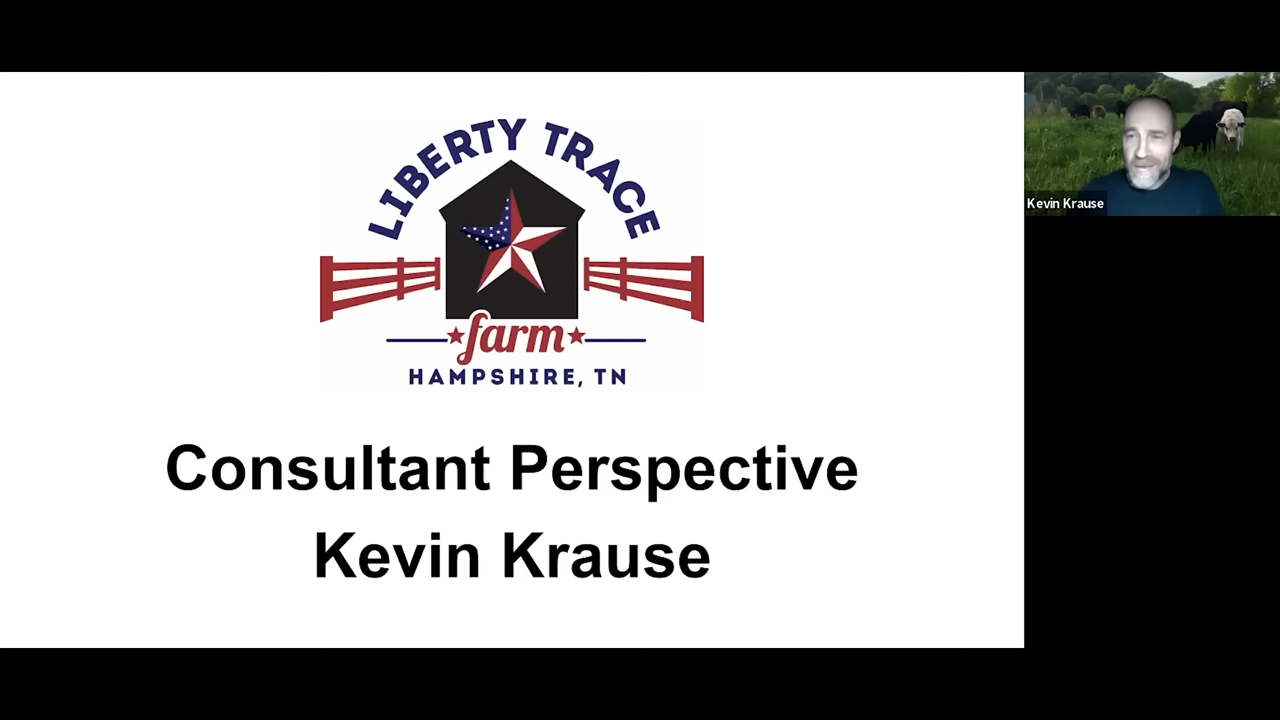 LIBERTY TRACE
farm
HAMPSHIRE, TN
Consultant Perspective
Kevin Krause
Kevin Krause